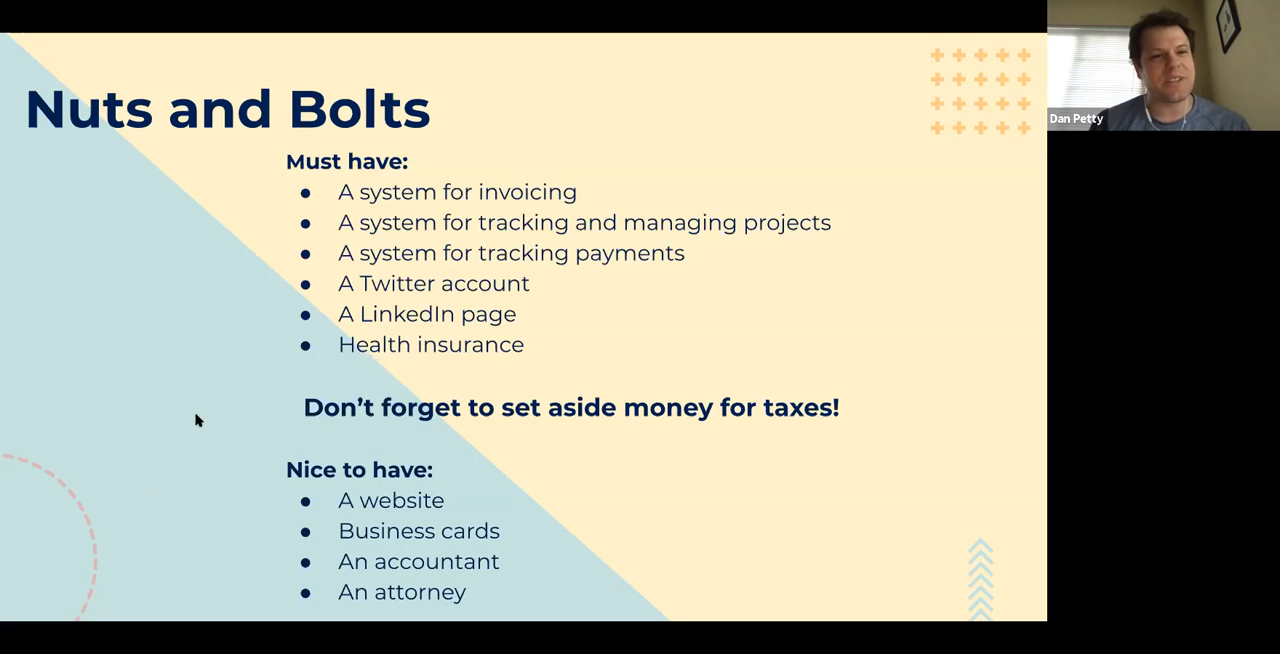 Nuts and Bolts
Must have:
● A system for invoicing
● A system for tracking and managing projects
● A system for tracking payments
● A Twitter account
● A LinkedIn page
● Health insurance
Don’t forget to set aside money for taxes!
Nice to have:
● A website
● Business cards
● An accountant
● An attorney
Dan Petty